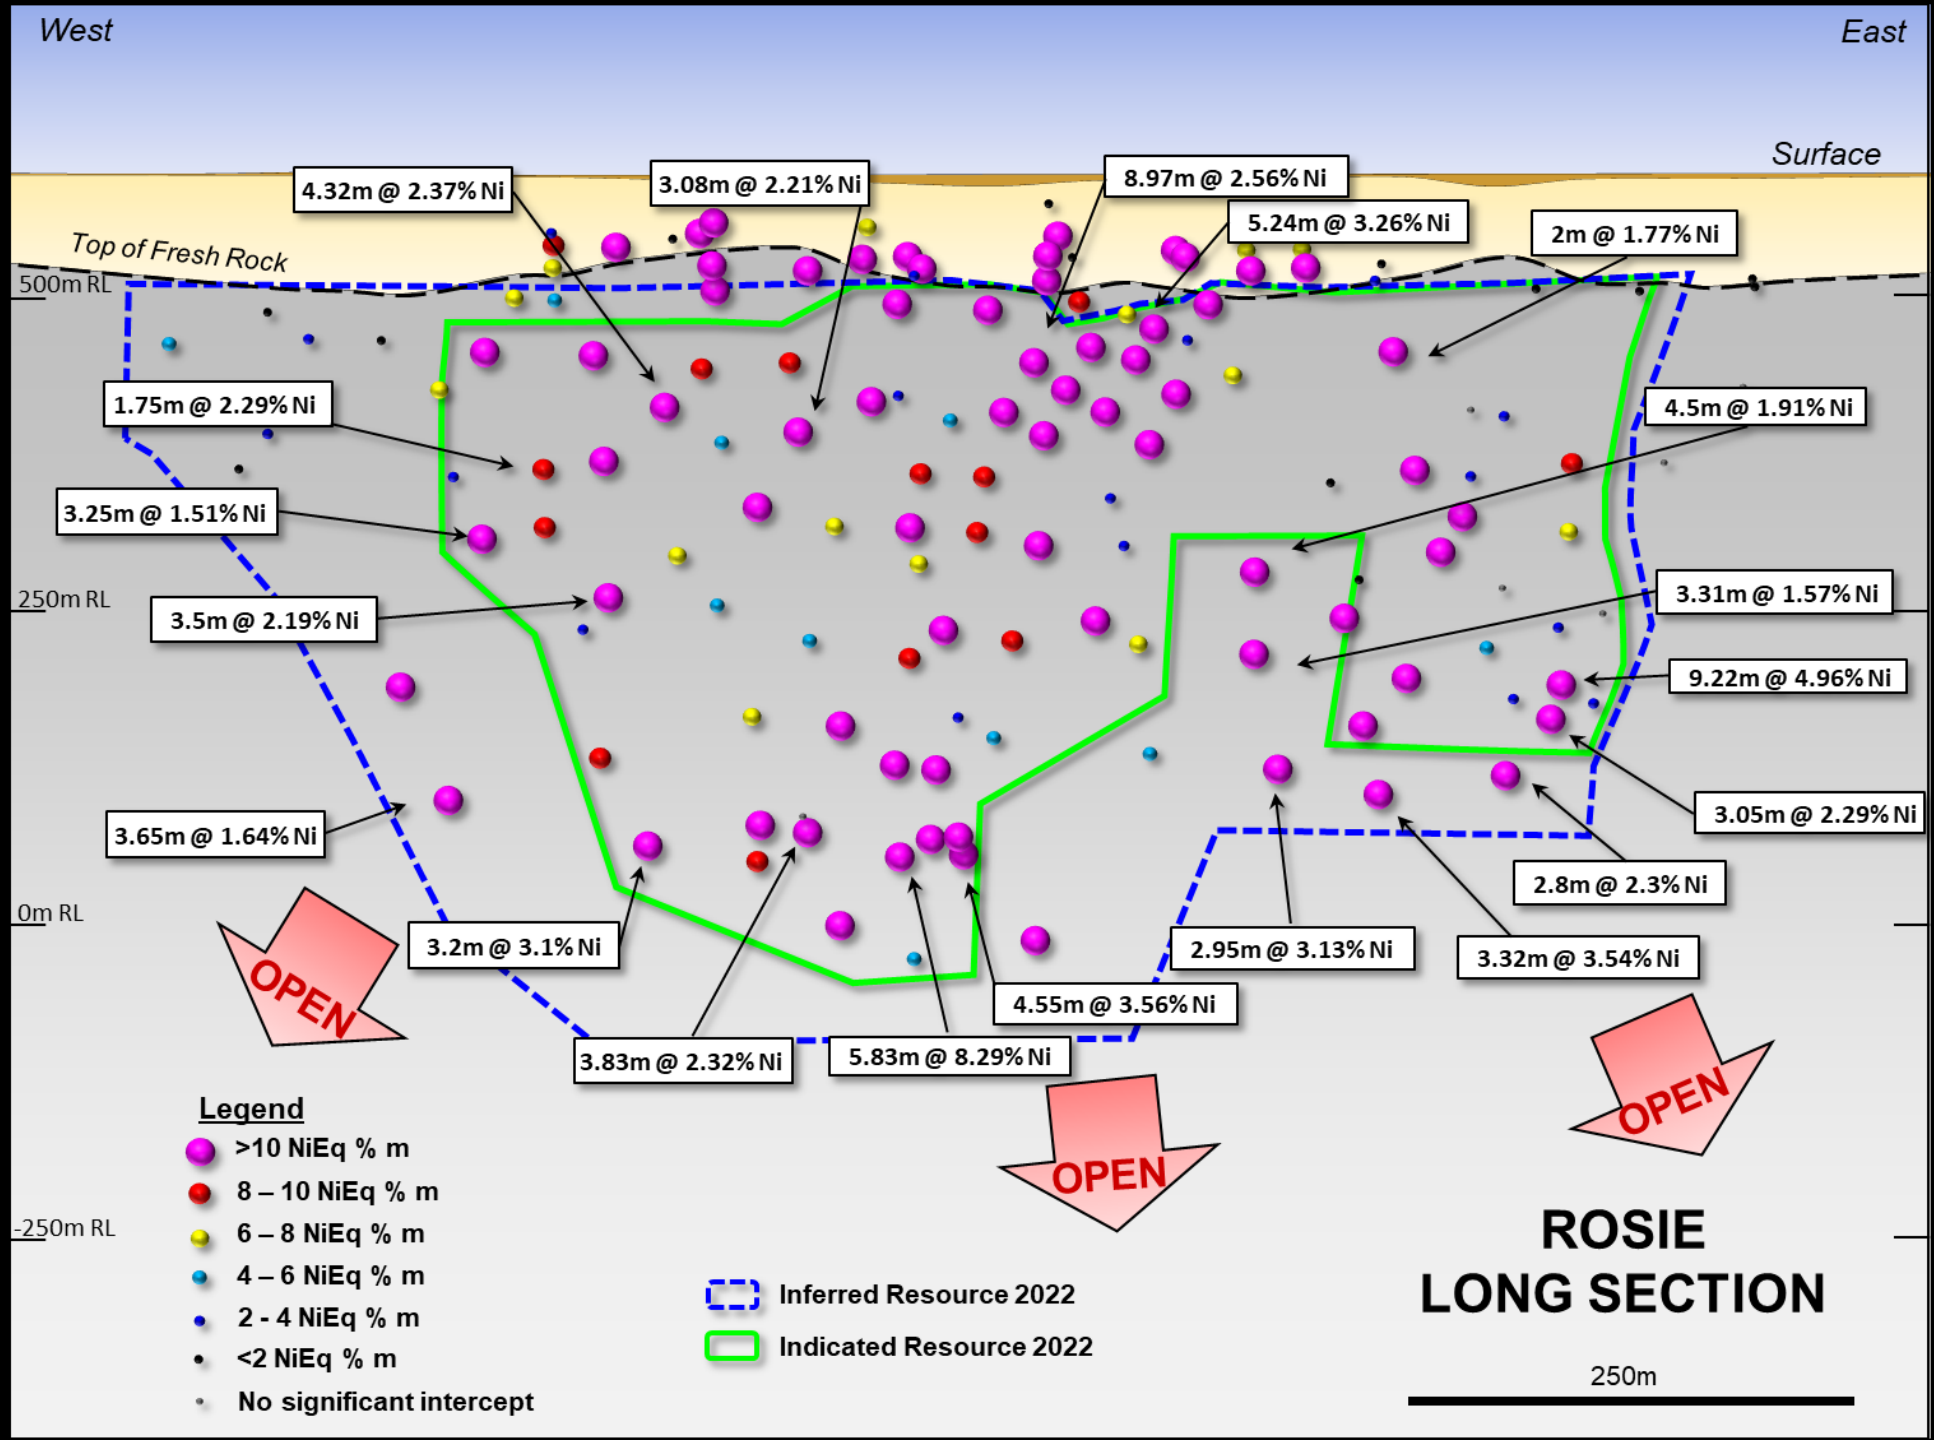 West
East
Surface
4.32m @ 2.37% Ni
3.08m @ 2.21% Ni
8.97m @ 2.56% Ni
5.24m @ 3.26% Ni
2m @ 1.77% Ni
Top of Fresh Rock
500m RL
1.75m @ 2.29% Ni
4.5m @ 1.91% Ni
3.25m @ 1.51% Ni
250m RL
3.5m @ 2.19% Ni
3.31m @ 1.57% Ni
9.22m @ 4.96% Ni
3.65m @ 1.64% Ni
3.05m @ 2.29% Ni
2.8m @ 2.3% Ni
0m RL
3.2m @ 3.1% Ni
2.95m @ 3.13% Ni
3.32m @ 3.54% Ni
OPEN
4.55m @ 3.56% Ni
3.83m @ 2.32% Ni
5.83m @ 8.29% Ni
OPEN
OPEN
Legend
>10 NiEq % m
8 – 10 NiEq % m
6 – 8 NiEq % m
4 – 6 NiEq % m
2 - 4 NiEq % m
<2 NiEq % m
No significant intercept
-250m RL
Inferred Resource 2022
Indicated Resource 2022
ROSIE
LONG SECTION
250m